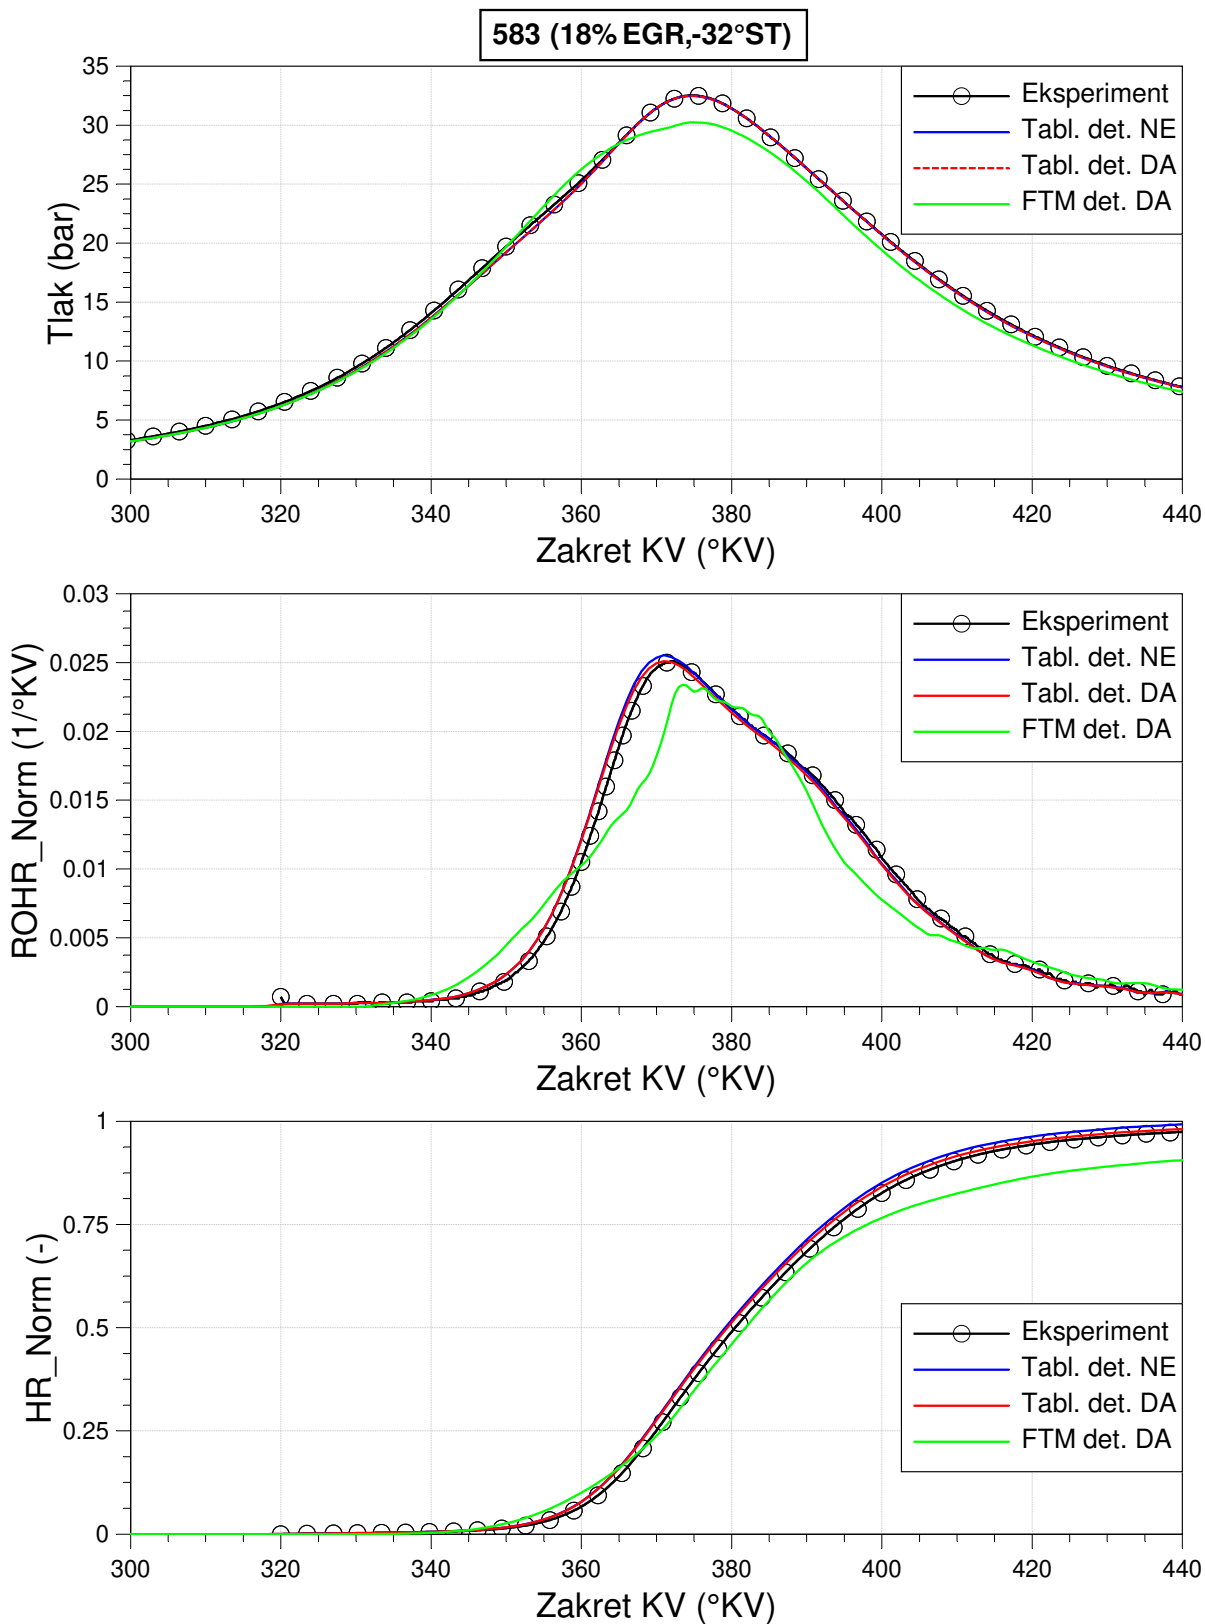 583 (18% EGR,-32°ST)
35
30
25
20
15
10
5
0
Tlak (bar)
Eksperiment
Tabl. det. NE
Tabl. det. DA
FTM det. DA
300 320 340 360 380 400 420 440
Zakret KV (°KV)
0.03
0.025
0.02
0.015
0.01
0.005
0
ROHR_Norm (1/°KV)
Eksperiment
Tabl. det. NE
Tabl. det. DA
FTM det. DA
300 320 340 360 380 400 420 440
Zakret KV (°KV)
1
0.75
0.5
0.25
0
HR_Norm (-)
Eksperiment
Tabl. det. NE
Tabl. det. DA
FTM det. DA
300 320 340 360 380 400 420 440
Zakret KV (°KV)